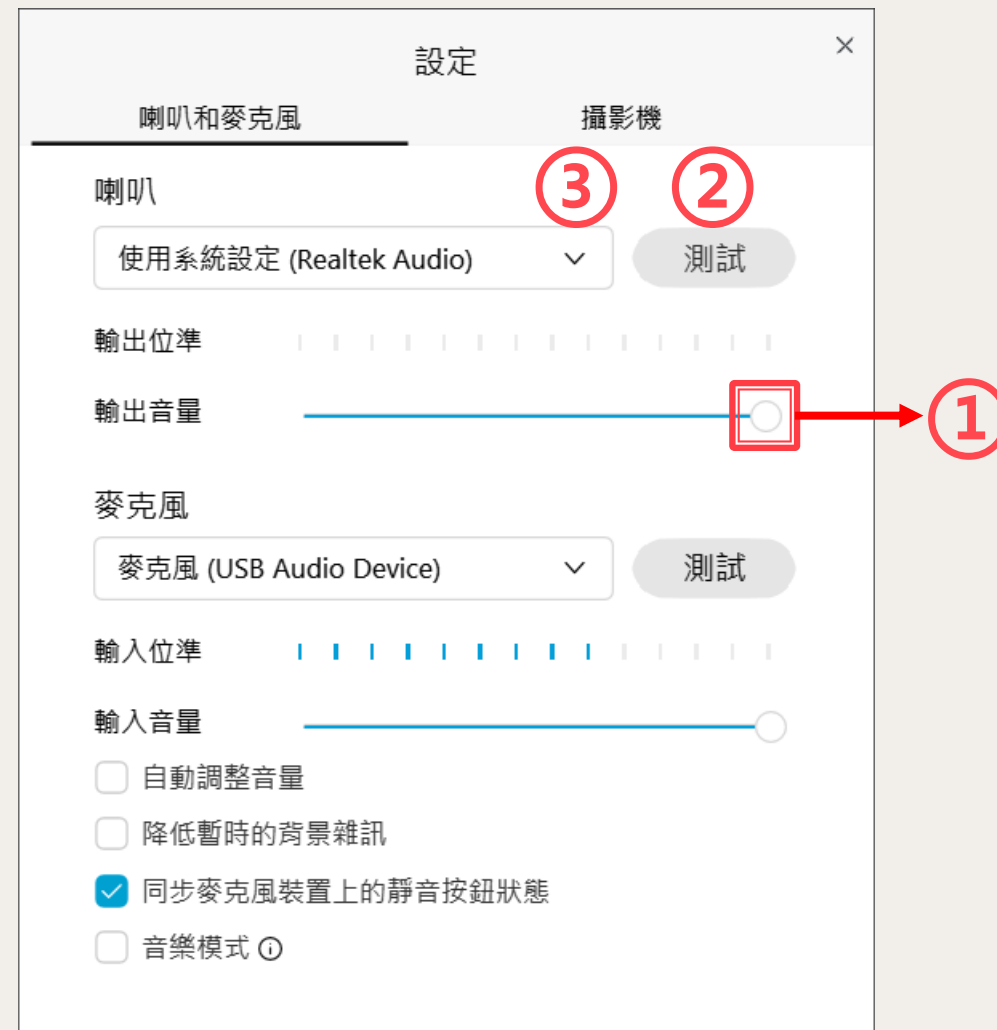 設定
喇叭和麥克風 攝影機
喇叭 ③ ②
使用系統設定 (Realtek Audio) 測試
輸出位準
輸出音量 ①
麥克風
麥克風 (USB Audio Device) 測試
輸入位準
輸入音量
自動調整音量
降低暫時的背景雜訊
同步麥克風裝置上的靜音按鈕狀態
音樂模式